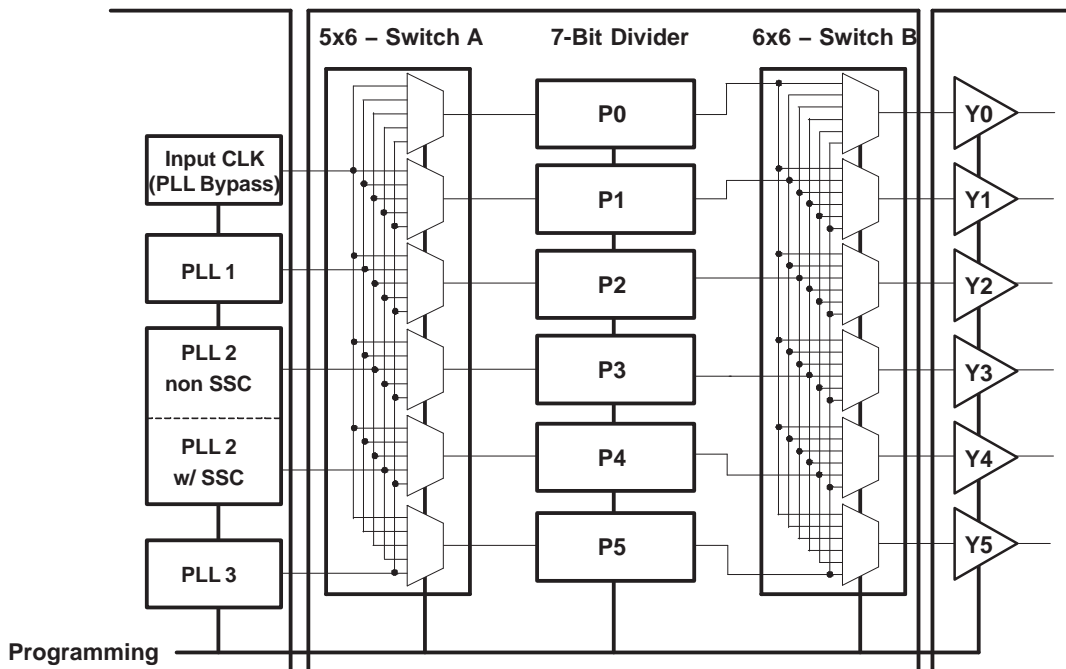 5x6 – Switch A
7-Bit Divider
6x6 – Switch B
Input CLK
(PLL Bypass)
PLL 1
PLL 2
non SSC
PLL 2
w/ SSC
PLL 3
P0
P1
P2
P3
P4
P5
Y0
Y1
Y2
Y3
Y4
Y5
Programming